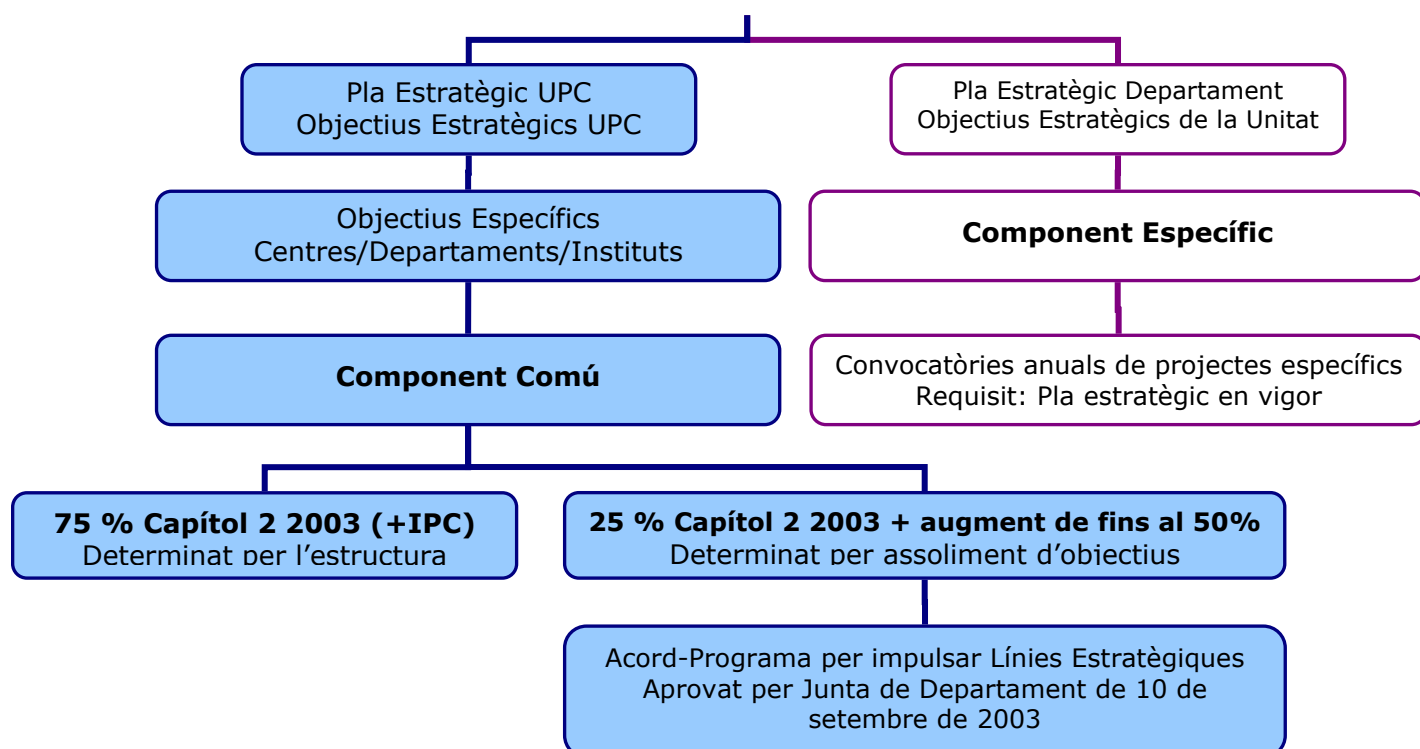 Pla Estratègic UPC
Objectius Estratègics UPC
Pla Estratègic Departament
Objectius Estratègics de la Unitat
Objectius Específics
Centres/Departaments/Instituts
Component Específic
Component Comú
Convocatòries anuals de projectes específics
Requisit: Pla estratègic en vigor
75 % Capítol 2 2003 (+IPC)
Determinat per l’estructura
25 % Capítol 2 2003 + augment de fins al 50%
Determinat per assoliment d’objectius
Acord-Programa per impulsar Línies Estratègiques
Aprovat per Junta de Departament de 10 de
setembre de 2003